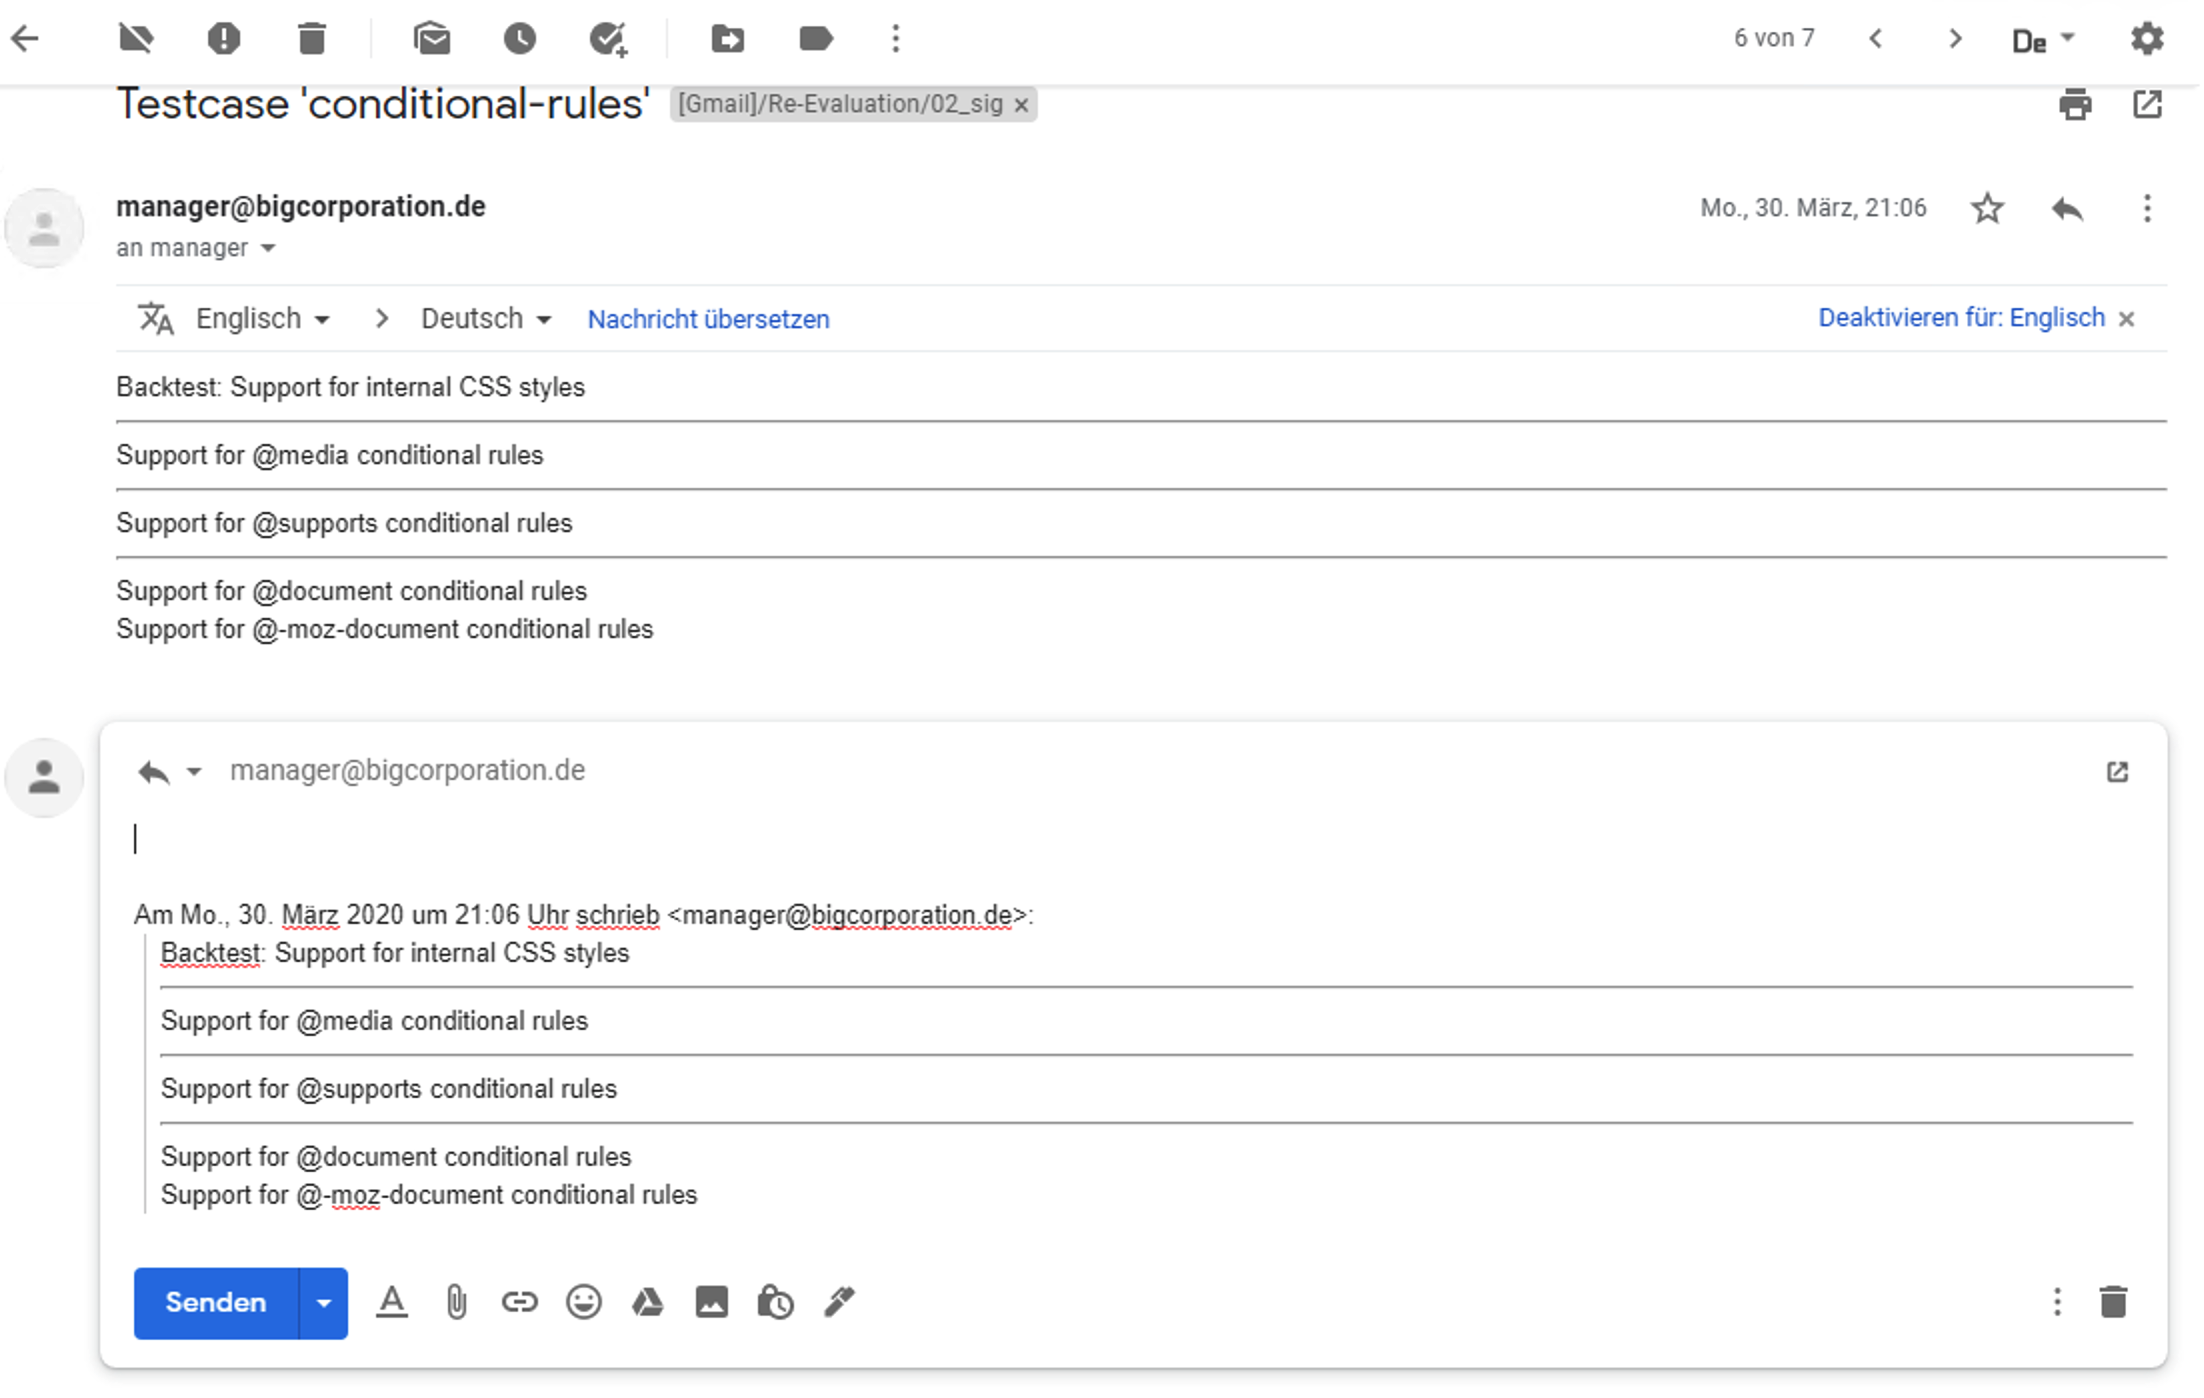 6 von 7
De
Testcase 'conditional-rules' [Gmail]/Re-Evaluation/02_sig ×
manager@bigcorporation.de
Mo., 30. März, 21:06
an manager
Englisch > Deutsch Nachricht übersetzen Deaktivieren für: Englisch ×
Backtest: Support for internal CSS styles
Support for @media conditional rules
Support for @supports conditional rules
Support for @document conditional rules
Support for @-moz-document conditional rules
manager@bigcorporation.de
Am Mo., 30. März 2020 um 21:06 Uhr schrieb <manager@bigcorporation.de>:
Backtest: Support for internal CSS styles
Support for @media conditional rules
Support for @supports conditional rules
Support for @document conditional rules
Support for @-moz-document conditional rules
Senden